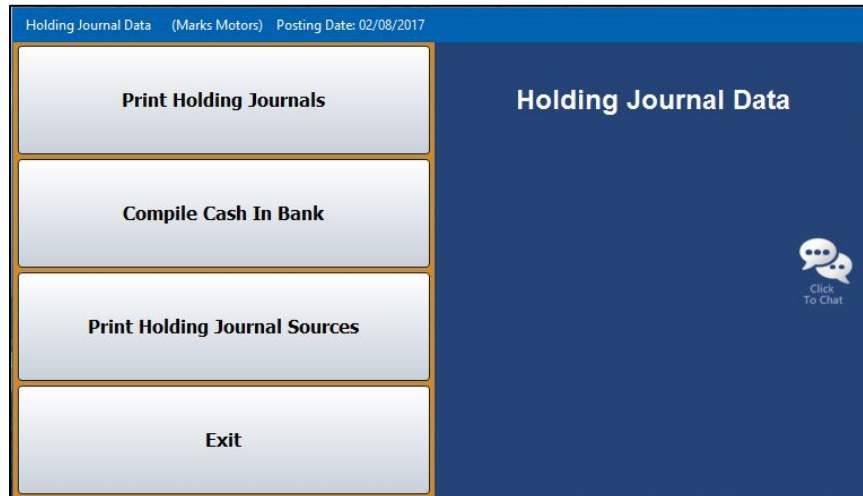 Holding Journal Data (Marks Motors) Posting Date: 02/08/2017
Print Holding Journals
Holding Journal Data
Compile Cash In Bank
Click
To Chat
Print Holding Journal Sources
Exit